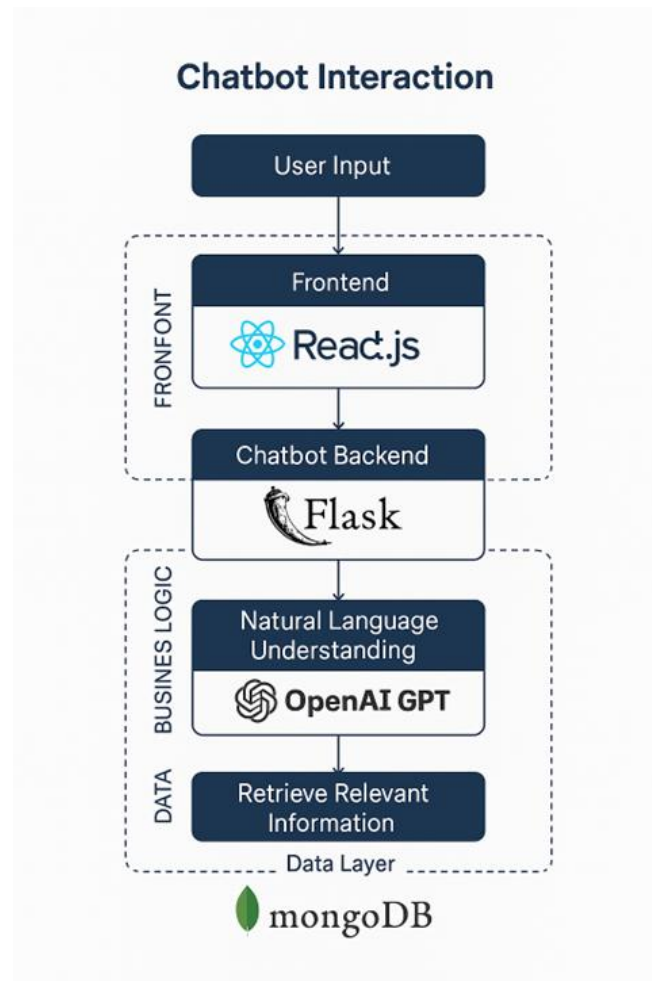 Chatbot Interaction
User Input
Frontend
React.js
FRONFONT
Chatbot Backend
Flask
Natural Language
Understanding
OpenAI GPT
BUSINES LOGIC
Retrieve Relevant
Information
DATA
Data Layer
mongoDB